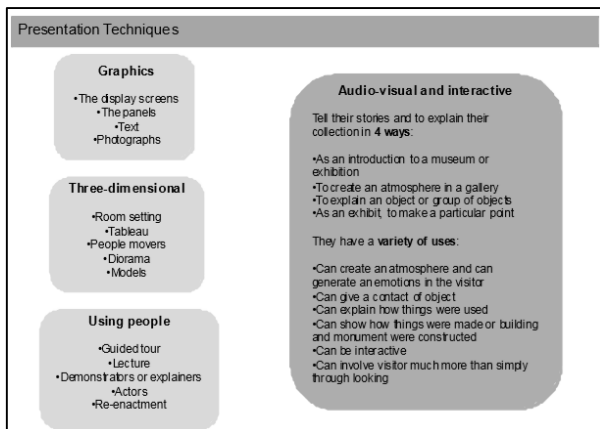 Presentation Techniques
Graphics
•The display screens
•The panels
•Text
•Photographs
Three-dimensional
•Room setting
•Tableau
•People movers
•Diorama
•Models
Using people
•Guided tour
•Lecture
•Demonstrators or explainers
•Actors
•Re-enactment
Audio-visual and interactive
Tell their stories and to explain their
collection in 4 ways:
•As an introduction to a museum or
exhibition
•To create an atmosphere in a gallery
•To explain an object or group of objects
•As an exhibit, to make a particular point
They have a variety of uses:
•Can create an atmosphere and can
generate an emotions in the visitor
•Can give a contact of object
•Can explain how things were used
•Can show how things were made or building
and monument were constructed
•Can be interactive
•Can involve visitor much more than simply
through looking